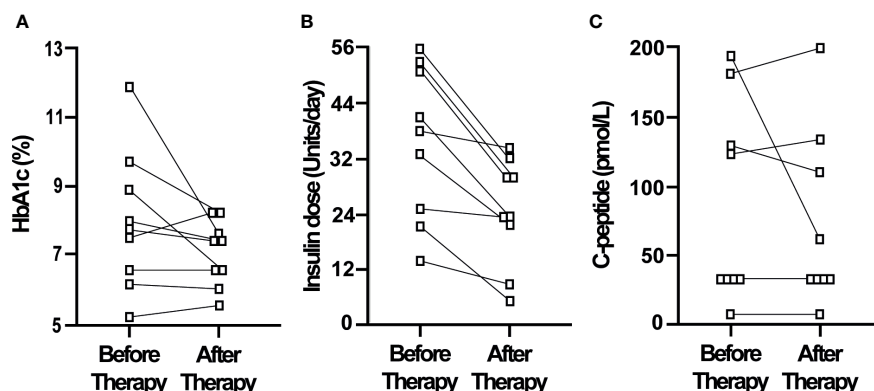 A
HbA1c (%)
13
11
9
7
5
Before
Therapy
After
Therapy
B
Insulin dose (Units/day)
56
44
32
24
12
0
Before
Therapy
After
Therapy
C
C-peptide (pmol/L)
200
150
100
50
0
Before
Therapy
After
Therapy